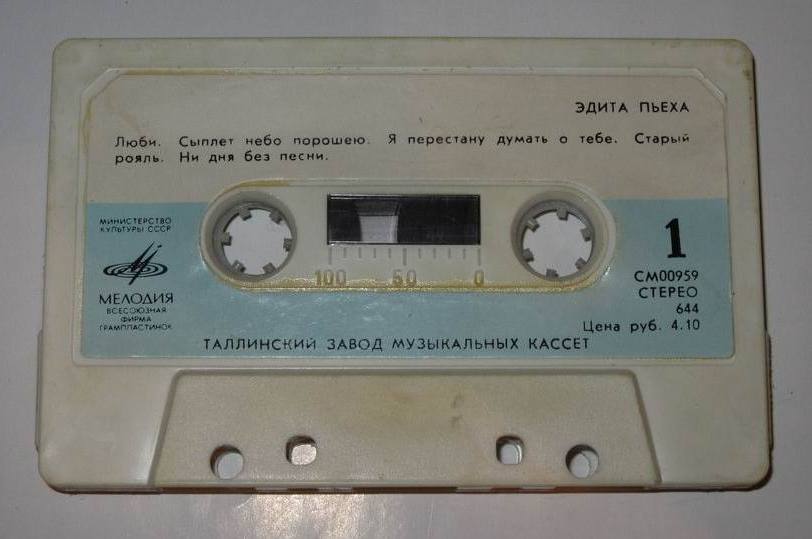 ЭДИТА ПЬЕХА
Люби. Сыплет небо порошею. Я перестану думать о тебе. Старый
рояль. Ни дня без песни.
МИНИСТЕРСТВО
КУЛЬТУРЫ СССР
МЕЛОДИЯ
ВСЕСОЮЗНАЯ
ФИРМА
ГРАМПЛАСТИНОК
100 50 0
1
СМ00959
СТЕРЕО
644
Цена руб. 4.10
ТАЛЛИНСКИЙ ЗАВОД МУЗЫКАЛЬНЫХ КАССЕТ